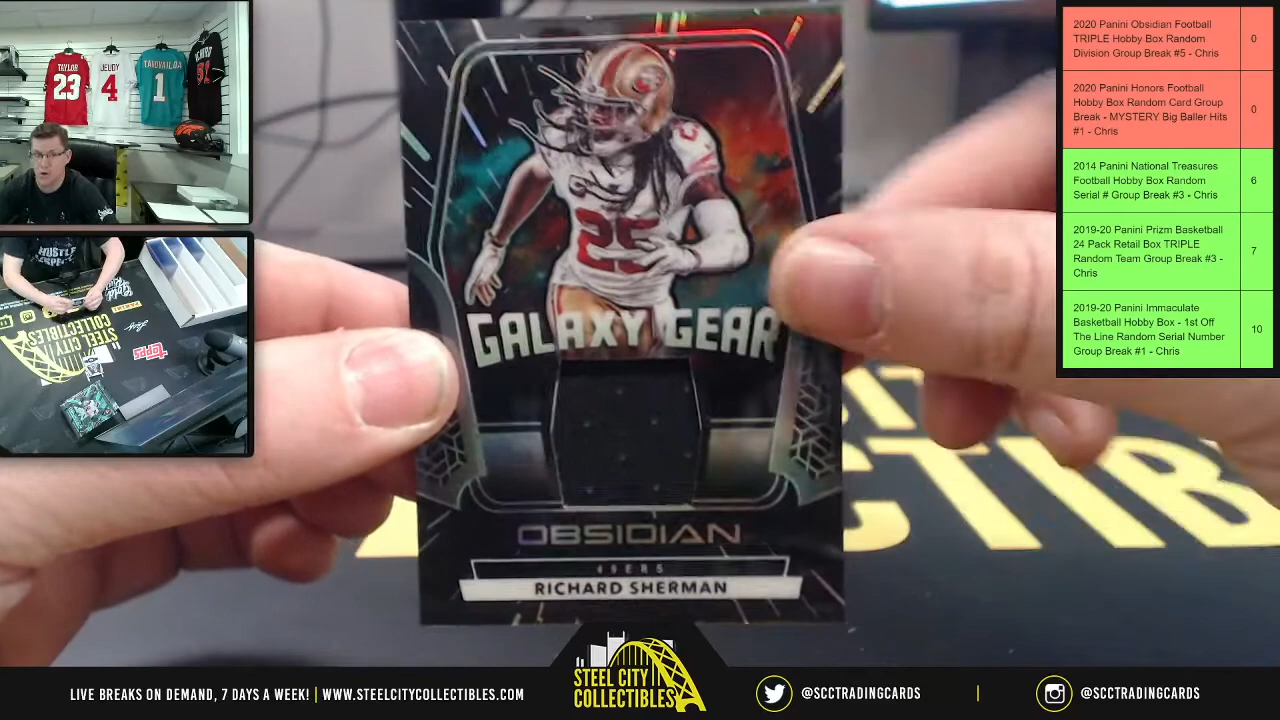 TAYLOR
23
JEUDY
4
TAGOVAILOA
1
51
HUSTLE
STEEL CITY
COLLECTIBLES
PANINI
Topps
25
GALAXY GEAR
OBSIDIAN
49ERS
RICHARD SHERMAN
2020 Panini Obsidian Football
TRIPLE Hobby Box Random
Division Group Break #5 - Chris
0
2020 Panini Honors Football
Hobby Box Random Card Group
Break - MYSTERY Big Baller Hits
#1 - Chris
0
2014 Panini National Treasures
Football Hobby Box Random
Serial # Group Break #3 - Chris
6
2019-20 Panini Prizm Basketball
24 Pack Retail Box TRIPLE
Random Team Group Break #3 -
Chris
7
2019-20 Panini Immaculate
Basketball Hobby Box - 1st Off
The Line Random Serial Number
Group Break #1 - Chris
10
LIVE BREAKS ON DEMAND, 7 DAYS A WEEK! | WWW.STEELCITYCOLLECTIBLES.COM
STEEL CITY
COLLECTIBLES
@SCCTRADINGCARDS
@SCCTRADINGCARDS